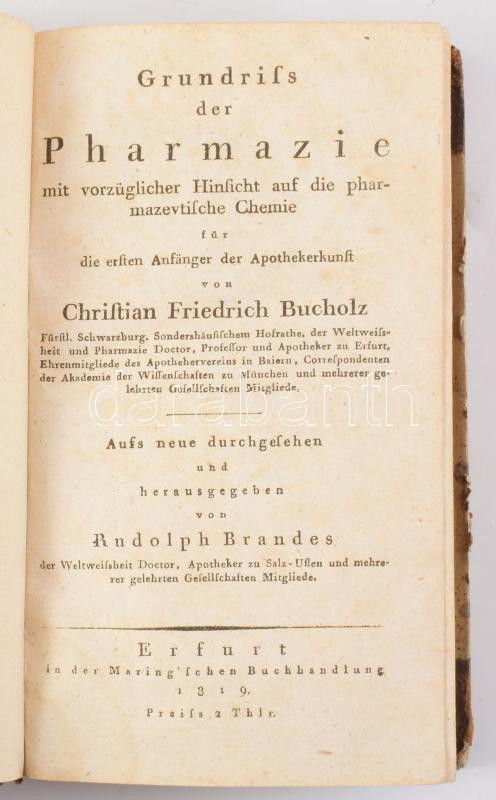 Grundriſs
der
Pharmazie
mit vorzüglicher Hinſicht auf die phar-
mazevtiſche Chemie
für
die erſten Anfänger der Apothekerkunſt
von
Chriſtian Friedrich Bucholz
Fürſtl. Schwarzburg. Sondershäuſiſchem Hofrathe, der Weltweiſs-
heit und Pharmazie Doctor, Profeſſor und Apotheker zu Erfurt,
Ehrenmitgliede des Apothehervereins in Baiern, Correſpondenten
der Akademie der Wiſſenſchaften zu München und mehrerer ge-
lehrten Geſellſchaften Mitgliede.
darabanth
Aufs neue durchgeſehen
und
herausgegeben
von
Rudolph Brandes
der Weltweiſsheit Doctor, Apotheker zu Salz-Uflen und mehre-
rer gelehrten Geſellſchaften Mitgliede.
Erfurt
in der Maring'ſchen Buchhandlung
1819.
Preiſs 2 Thlr.